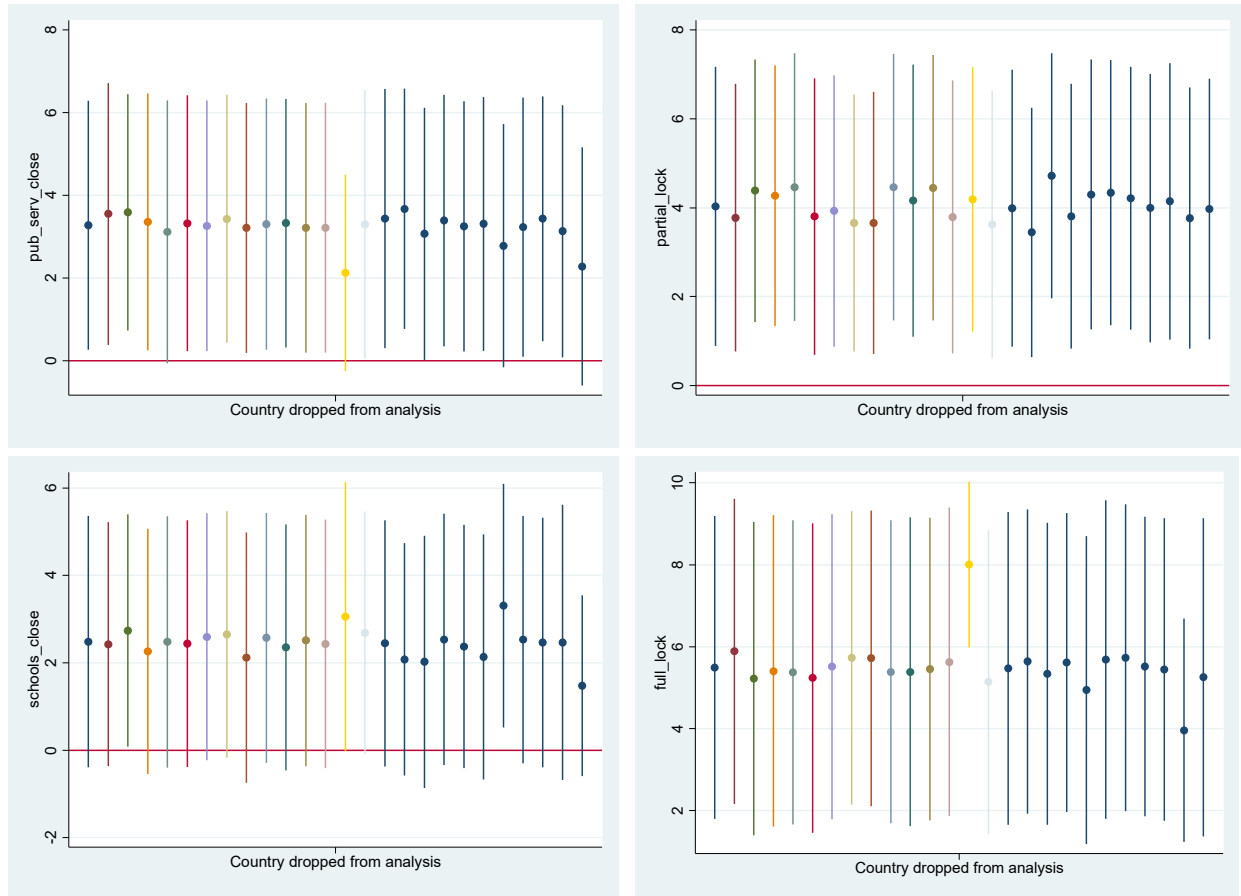 8
6
4
2
0
pub_serv_close
Country dropped from analysis
8
6
4
2
0
partial_lock
Country dropped from analysis
6
4
2
0
-2
schools_close
Country dropped from analysis
10
8
6
4
2
full_lock
Country dropped from analysis